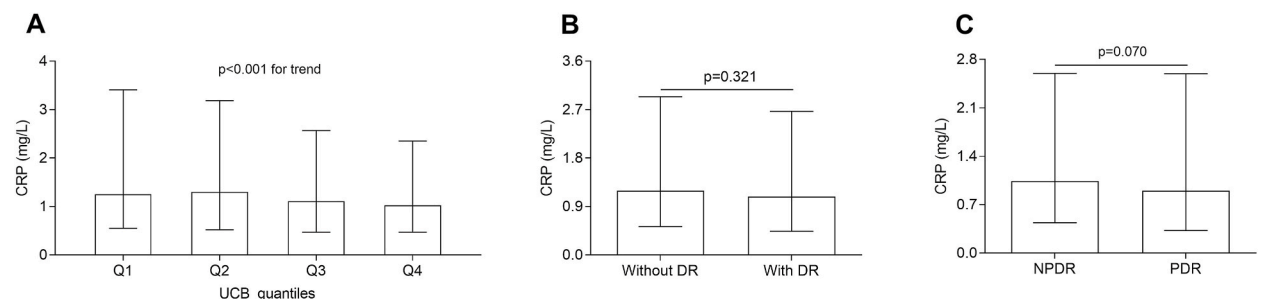 A
CRP (mg/L)
4
3
2
1
0
p<0.001 for trend
Q1 Q2 Q3 Q4
UCB quantiles
B
CRP (mg/L)
3.6
2.7
1.8
0.9
0.0
p=0.321
Without DR With DR
C
CRP (mg/L)
2.8
2.1
1.4
0.7
0.0
p=0.070
NPDR PDR